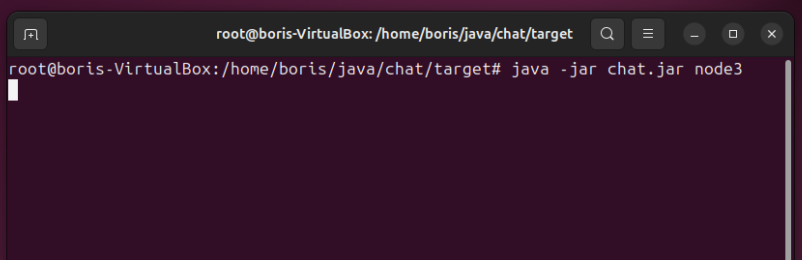 root@boris-VirtualBox: /home/boris/java/chat/target
root@boris-VirtualBox:/home/boris/java/chat/target# java -jar chat.jar node3